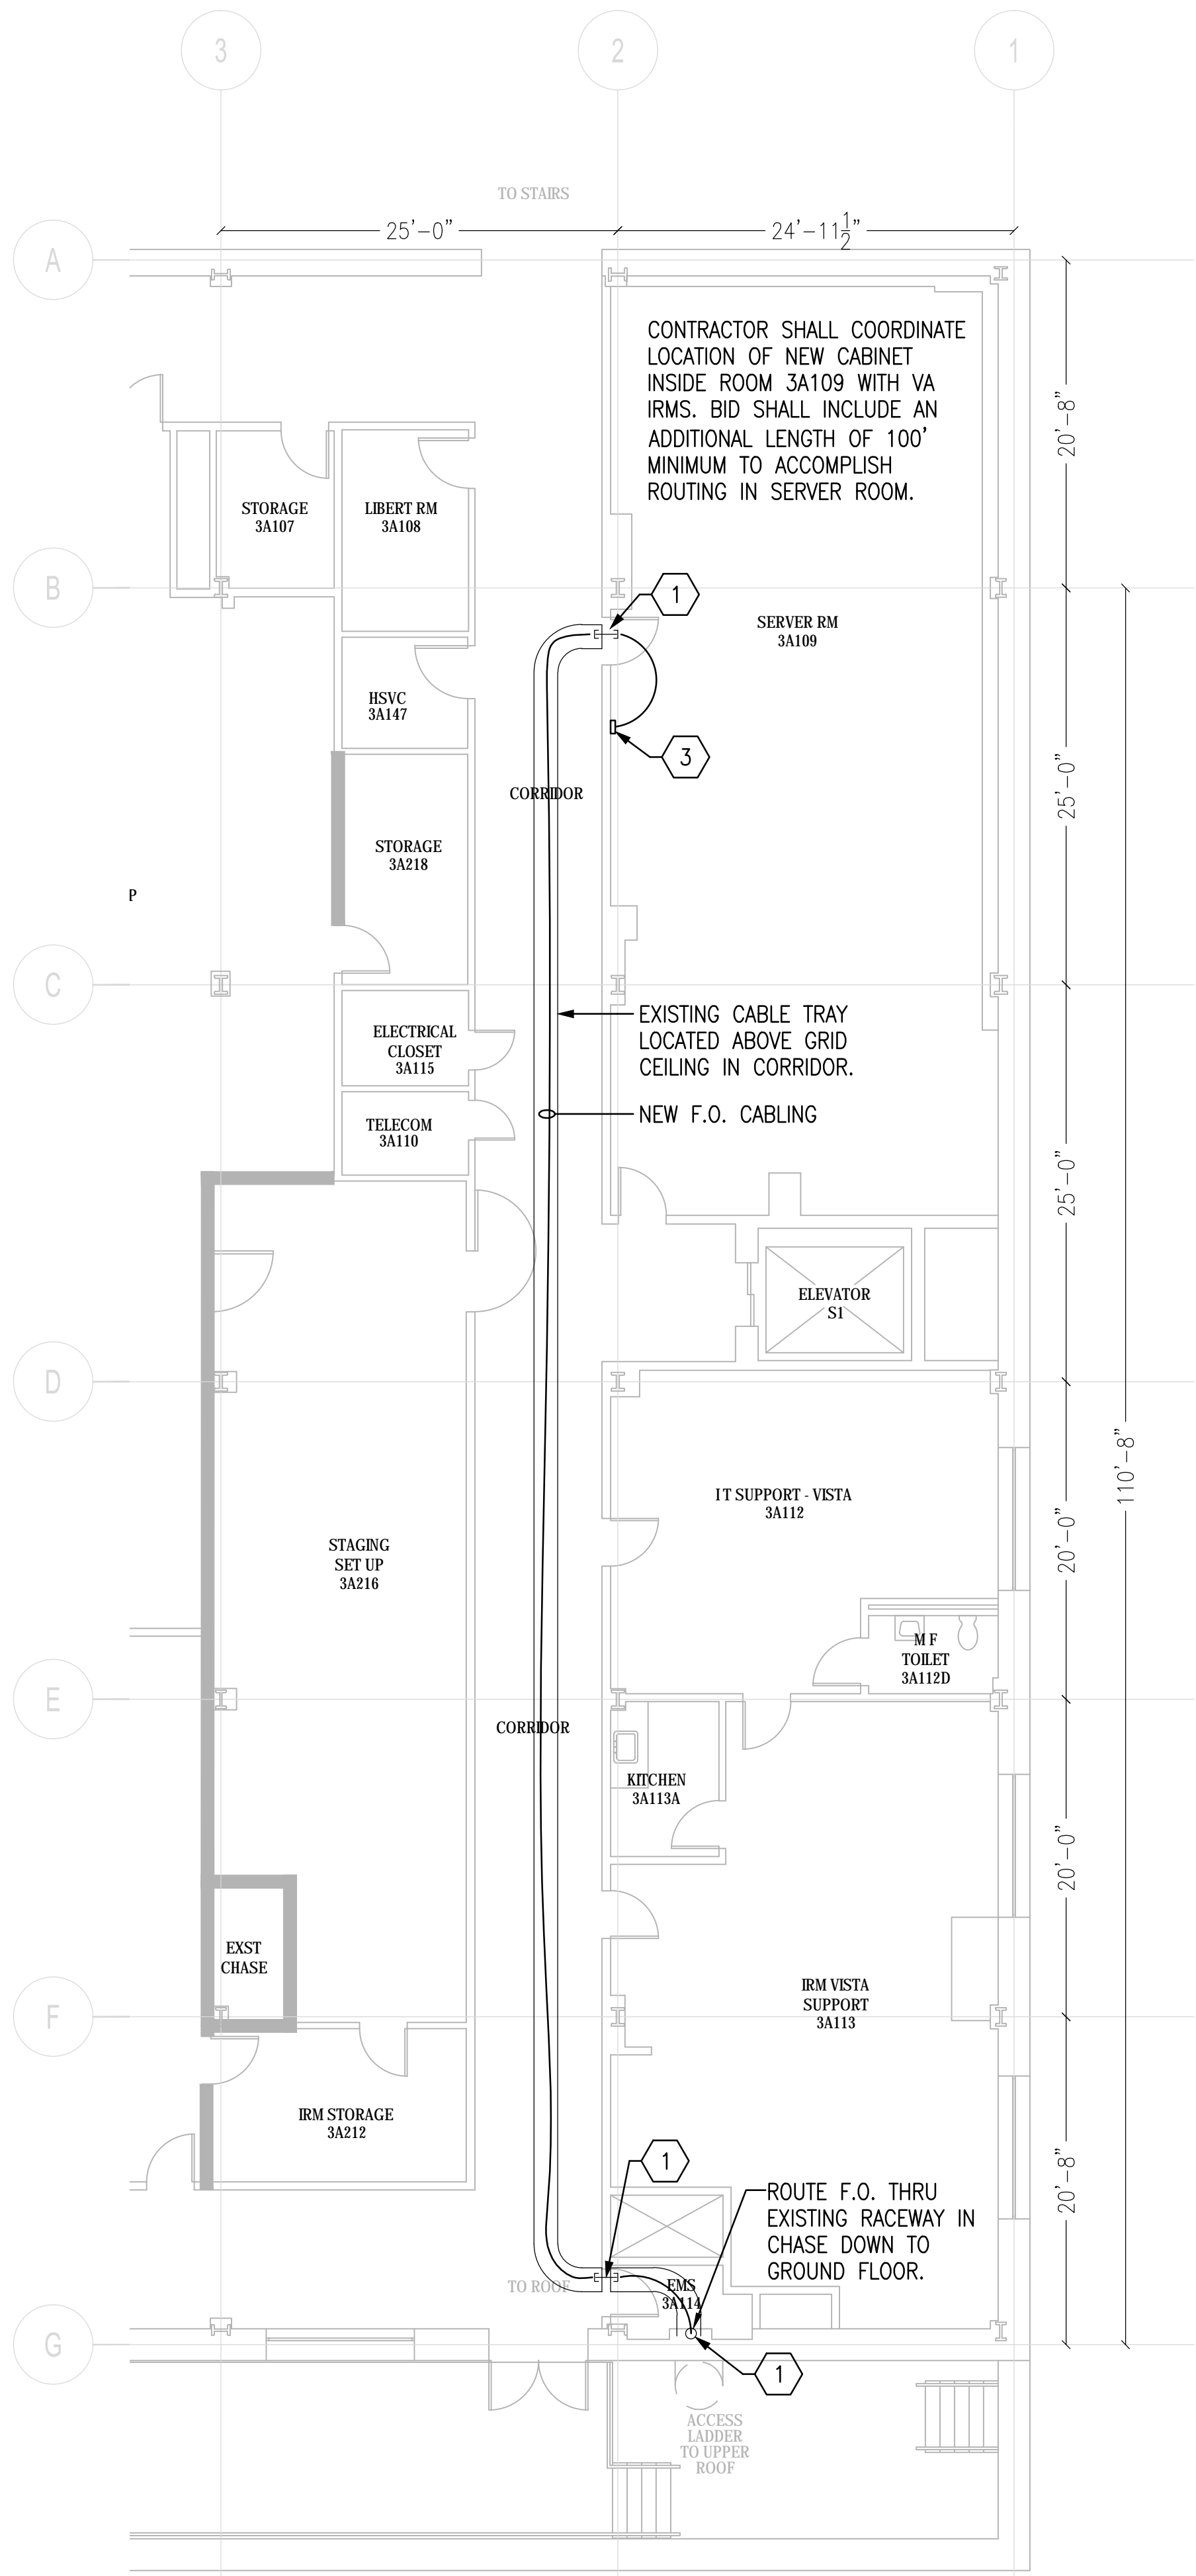 3
2
1
TO STAIRS
25'-0"
24'-11 1/2"
A
CONTRACTOR SHALL COORDINATE
LOCATION OF NEW CABINET
INSIDE ROOM 3A109 WITH VA
IRMS. BID SHALL INCLUDE AN
ADDITIONAL LENGTH OF 100'
MINIMUM TO ACCOMPLISH
ROUTING IN SERVER ROOM.
20'-8"
STORAGE
3A107
LIBERT RM
3A108
B
1
SERVER RM
3A109
HSVC
3A147
3
25'-0"
CORRIDOR
STORAGE
3A218
P
C
EXISTING CABLE TRAY
LOCATED ABOVE GRID
CEILING IN CORRIDOR.
ELECTRICAL
CLOSET
3A115
NEW F.O. CABLING
TELECOM
3A110
25'-0"
ELEVATOR
S1
D
110'-8"
IT SUPPORT - VISTA
3A112
20'-0"
STAGING
SET UP
3A216
M F
TOILET
3A112D
E
CORRIDOR
KITCHEN
3A113A
20'-0"
EXST
CHASE
IRM VISTA
SUPPORT
3A113
F
IRM STORAGE
3A212
1
20'-8"
ROUTE F.O. THRU
EXISTING RACEWAY IN
CHASE DOWN TO
GROUND FLOOR.
TO ROOF
EMS
3A114
G
1
ACCESS
LADDER
TO UPPER
ROOF